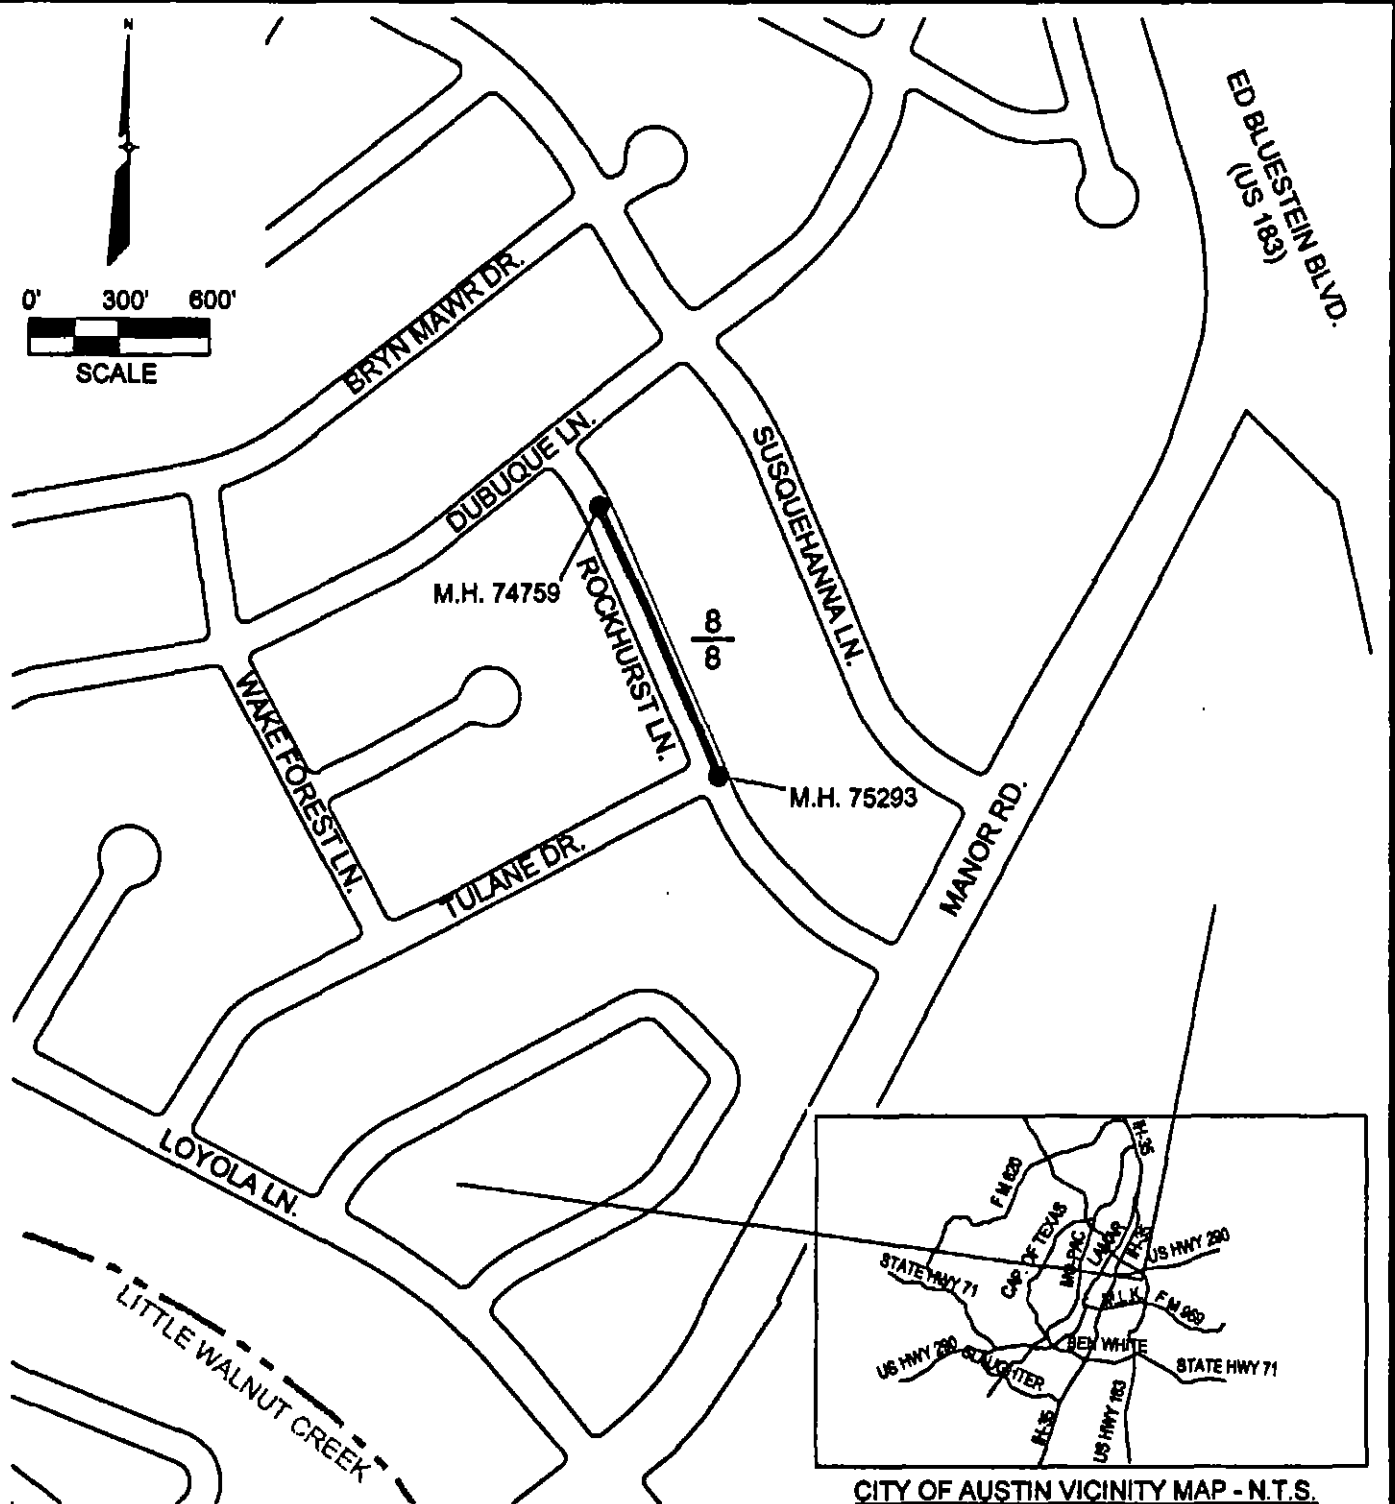 N
0' 300' 600'
SCALE
ED BLUESTEIN BLVD.
(US 183)
BRYN MAWR DR.
DUBUQUE LN.
SUSQUEHANNA LN.
M.H. 74759
ROCKHURST LN.
8
8
WAKE FOREST LN.
M.H. 75293
MANOR RD.
TULANE DR.
LOYOLA LN.
LITTLE WALNUT CREEK
IH-35
F M 620
CAP. OF TEXAS
MO-PAC
LAMAR
IH-35
US HWY 290
STATE HWY 71
M.L.K.
F M 969
US HWY 290
SLAUGHTER
BEN WHITE
STATE HWY 71
IH-35
US HWY 183
CITY OF AUSTIN VICINITY MAP - N.T.S.